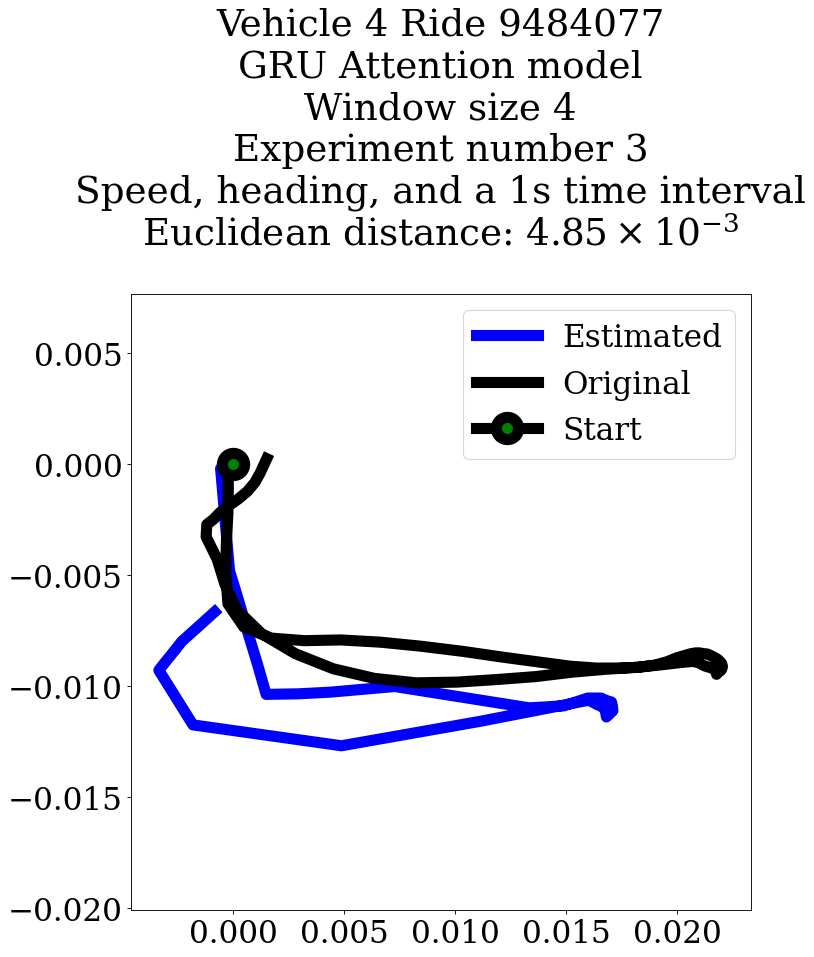 Vehicle 4 Ride 9484077
GRU Attention model
Window size 4
Experiment number 3
Speed, heading, and a 1s time interval
Euclidean distance: 4.85 × 10⁻³
Estimated
Original
Start
0.005
0.000
−0.005
−0.010
−0.015
−0.020
0.000 0.005 0.010 0.015 0.020